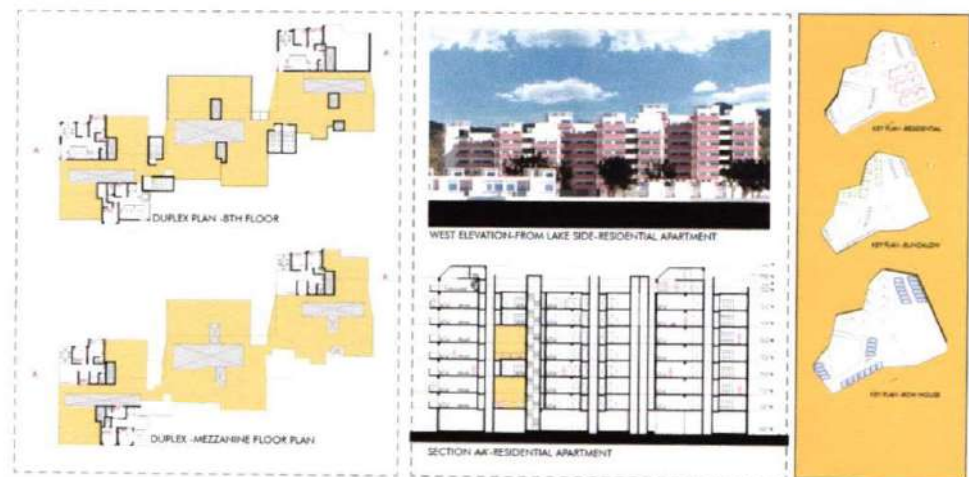 DUPLEX PLAN -8TH FLOOR
DUPLEX -MEZZANINE FLOOR PLAN
WEST ELEVATION-FROM LAKE SIDE-RESIDENTIAL APARTMENT
SECTION AA'-RESIDENTIAL APARTMENT
KEY PLAN -RESIDENTIAL
KEY PLAN -BUNGALOW
KEY PLAN -ROW HOUSE